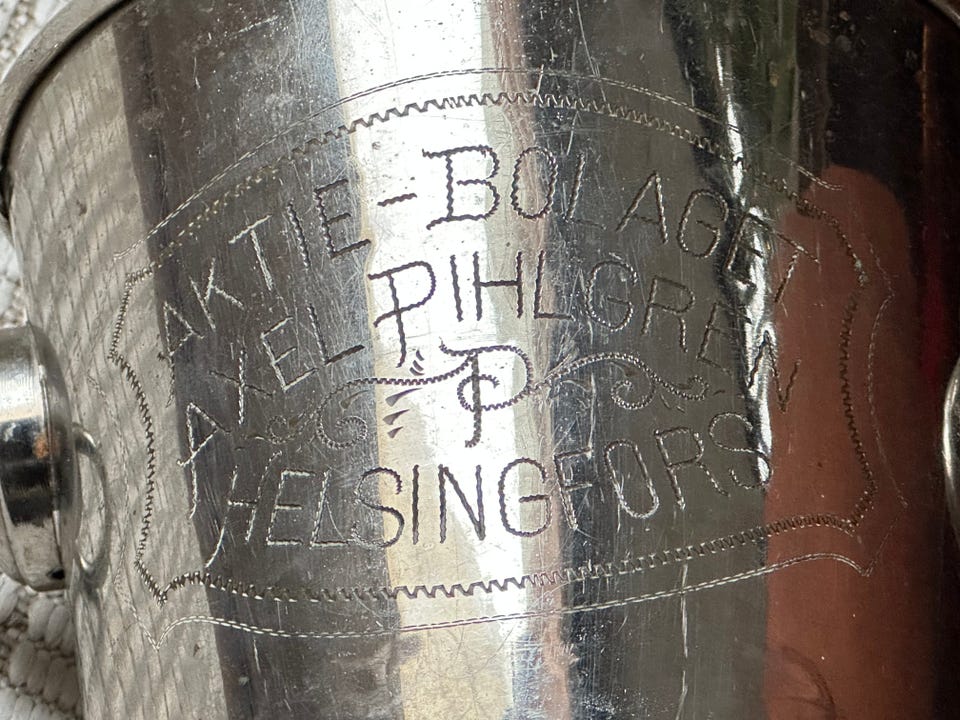 AKTIE-BOLAGET
AXEL PIHLGREN
P
HELSINGFORS